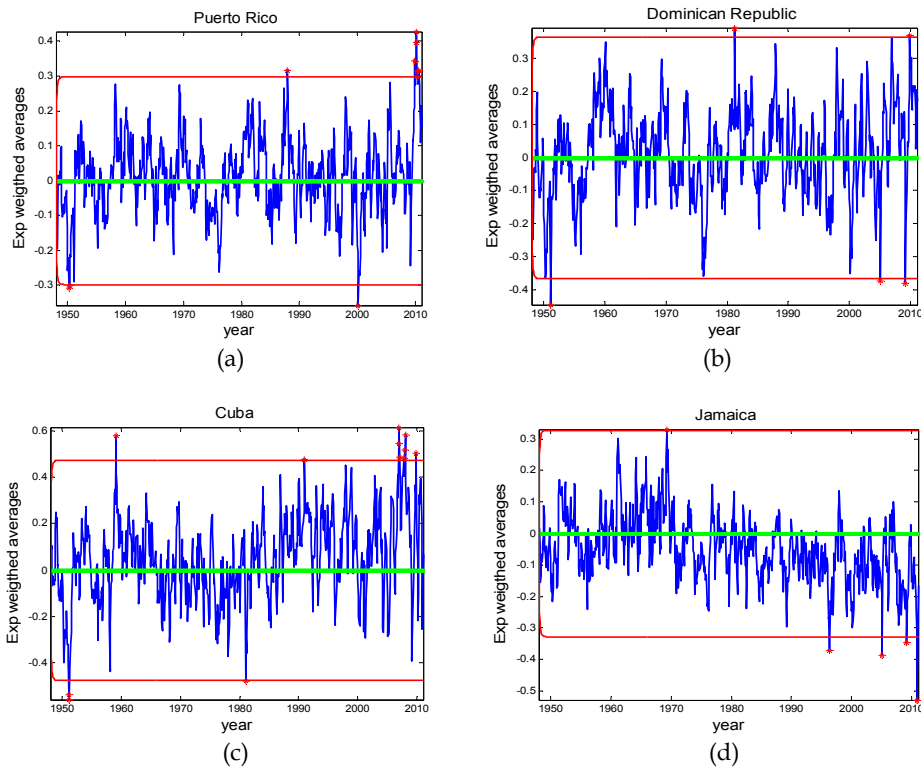 Puerto Rico
Exp weigthed averages
0.4
0.3
0.2
0.1
0
-0.1
-0.2
-0.3
1950 1960 1970 1980 1990 2000 2010
year
(a)
Dominican Republic
Exp weigthed averages
0.3
0.2
0.1
0
-0.1
-0.2
-0.3
-0.4
1950 1960 1970 1980 1990 2000 2010
year
(b)
Cuba
Exp weigthed averages
0.6
0.4
0.2
0
-0.2
-0.4
1950 1960 1970 1980 1990 2000 2010
year
(c)
Jamaica
Exp weigthed averages
0.3
0.2
0.1
0
-0.1
-0.2
-0.3
-0.4
-0.5
1950 1960 1970 1980 1990 2000 2010
year
(d)